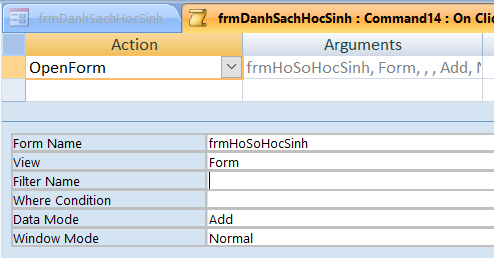 frmDanhSachHocSinh
frmDanhSachHocSinh : Command14 : On Clic
Action
Arguments
OpenForm
frmHoSoHocSinh, Form, , , Add, N
Form Name
frmHoSoHocSinh
View
Form
Filter Name
Where Condition
Data Mode
Add
Window Mode
Normal